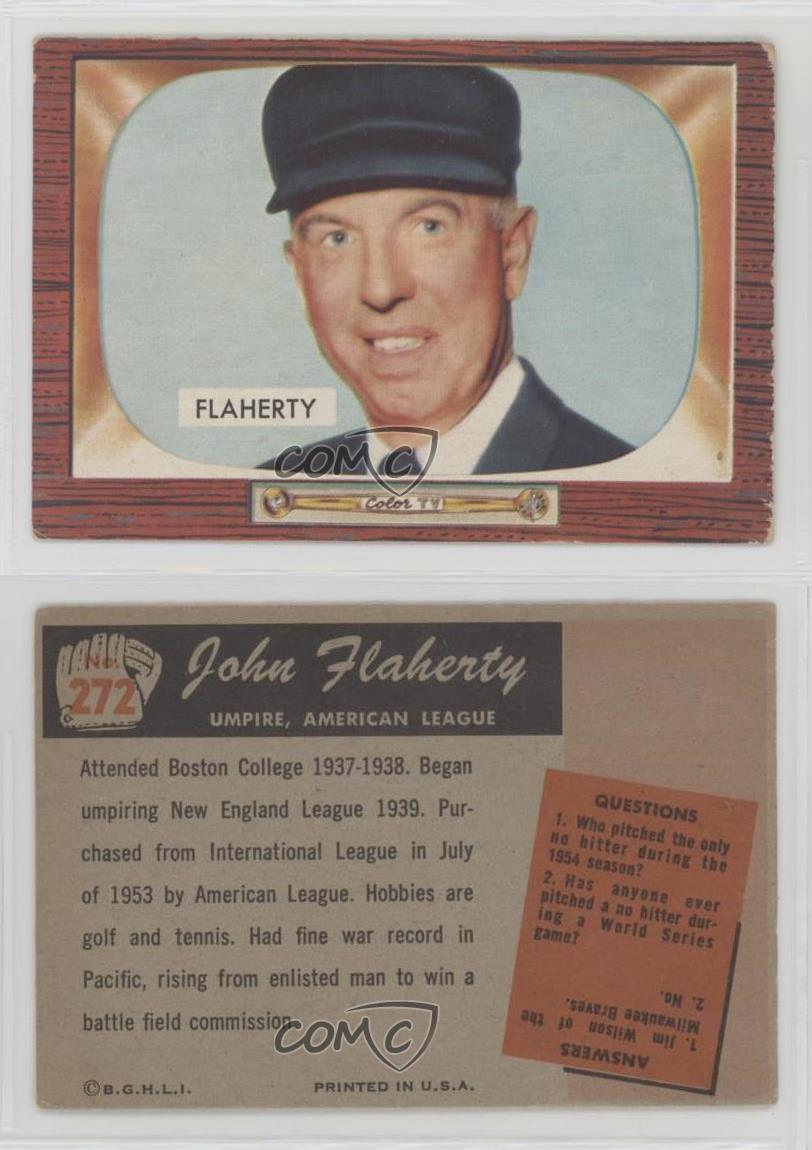 FLAHERTY
COMC
Color TV
No.
272
John Flaherty
UMPIRE, AMERICAN LEAGUE
Attended Boston College 1937-1938. Began
umpiring New England League 1939. Pur-
chased from International League in July
of 1953 by American League. Hobbies are
golf and tennis. Had fine war record in
Pacific, rising from enlisted man to win a
battle field commission.
COMC
©B.G.H.L.I.
PRINTED IN U.S.A.
QUESTIONS
1. Who pitched the only
no hitter during the
1954 season?
2. Has anyone ever
pitched a no hitter dur-
ing a World Series
game?
ANSWERS
1. Jim Wilson of the
Milwaukee Braves.
2. No.